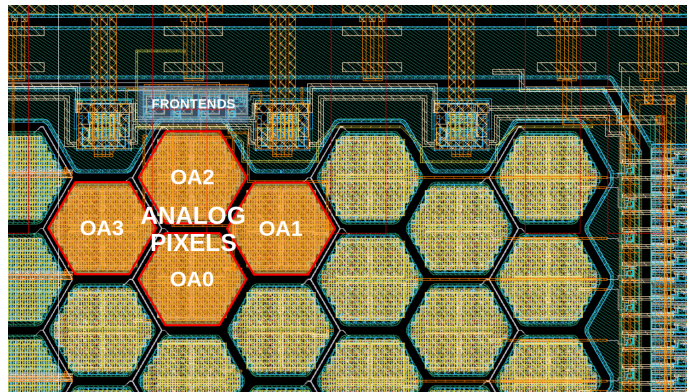 FRONTENDS
OA2
ANALOG
OA3
OA1
PIXELS
OA0